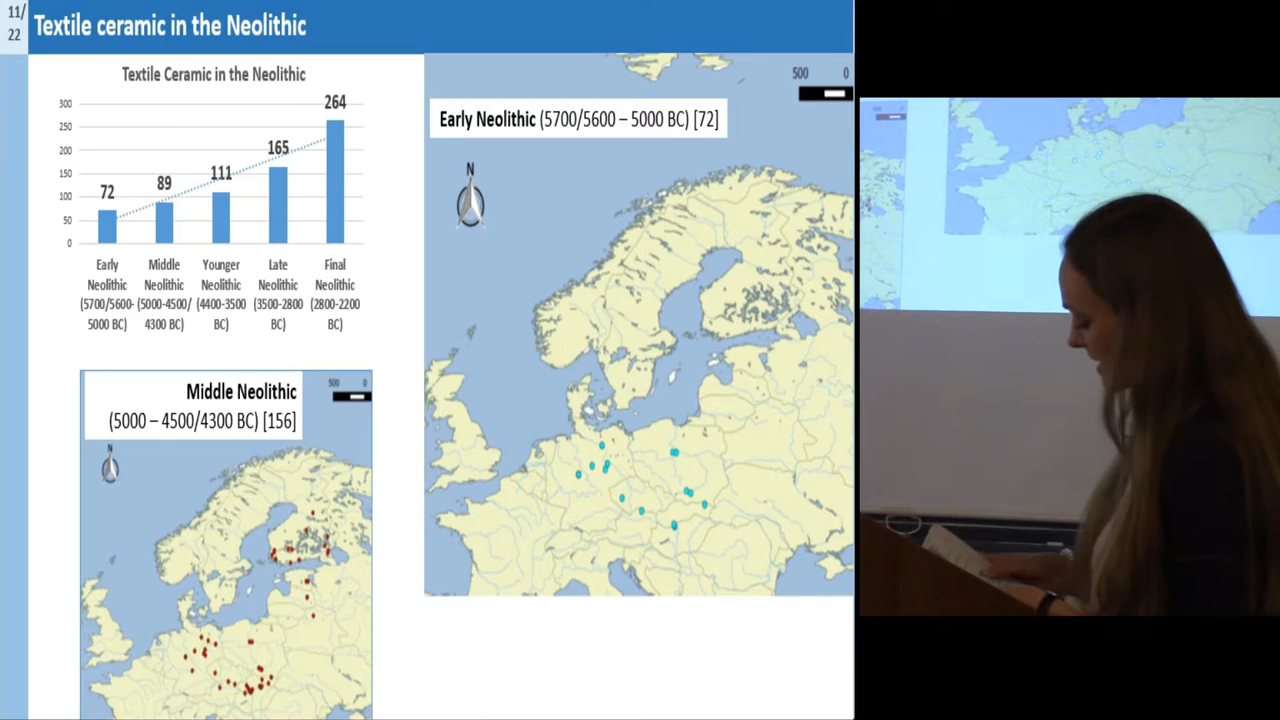 11/
22
Textile ceramic in the Neolithic
Textile Ceramic in the Neolithic
300
250
200
150
100
50
0
72
89
111
165
264
Early
Neolithic
(5700/5600-
5000 BC)
Middle
Neolithic
(5000-4500/
4300 BC)
Younger
Neolithic
(4400-3500
BC)
Late
Neolithic
(3500-2800
BC)
Final
Neolithic
(2800-2200
BC)
500 0
Early Neolithic (5700/5600 – 5000 BC) [72]
N
500 0
Middle Neolithic
(5000 – 4500/4300 BC) [156]
N